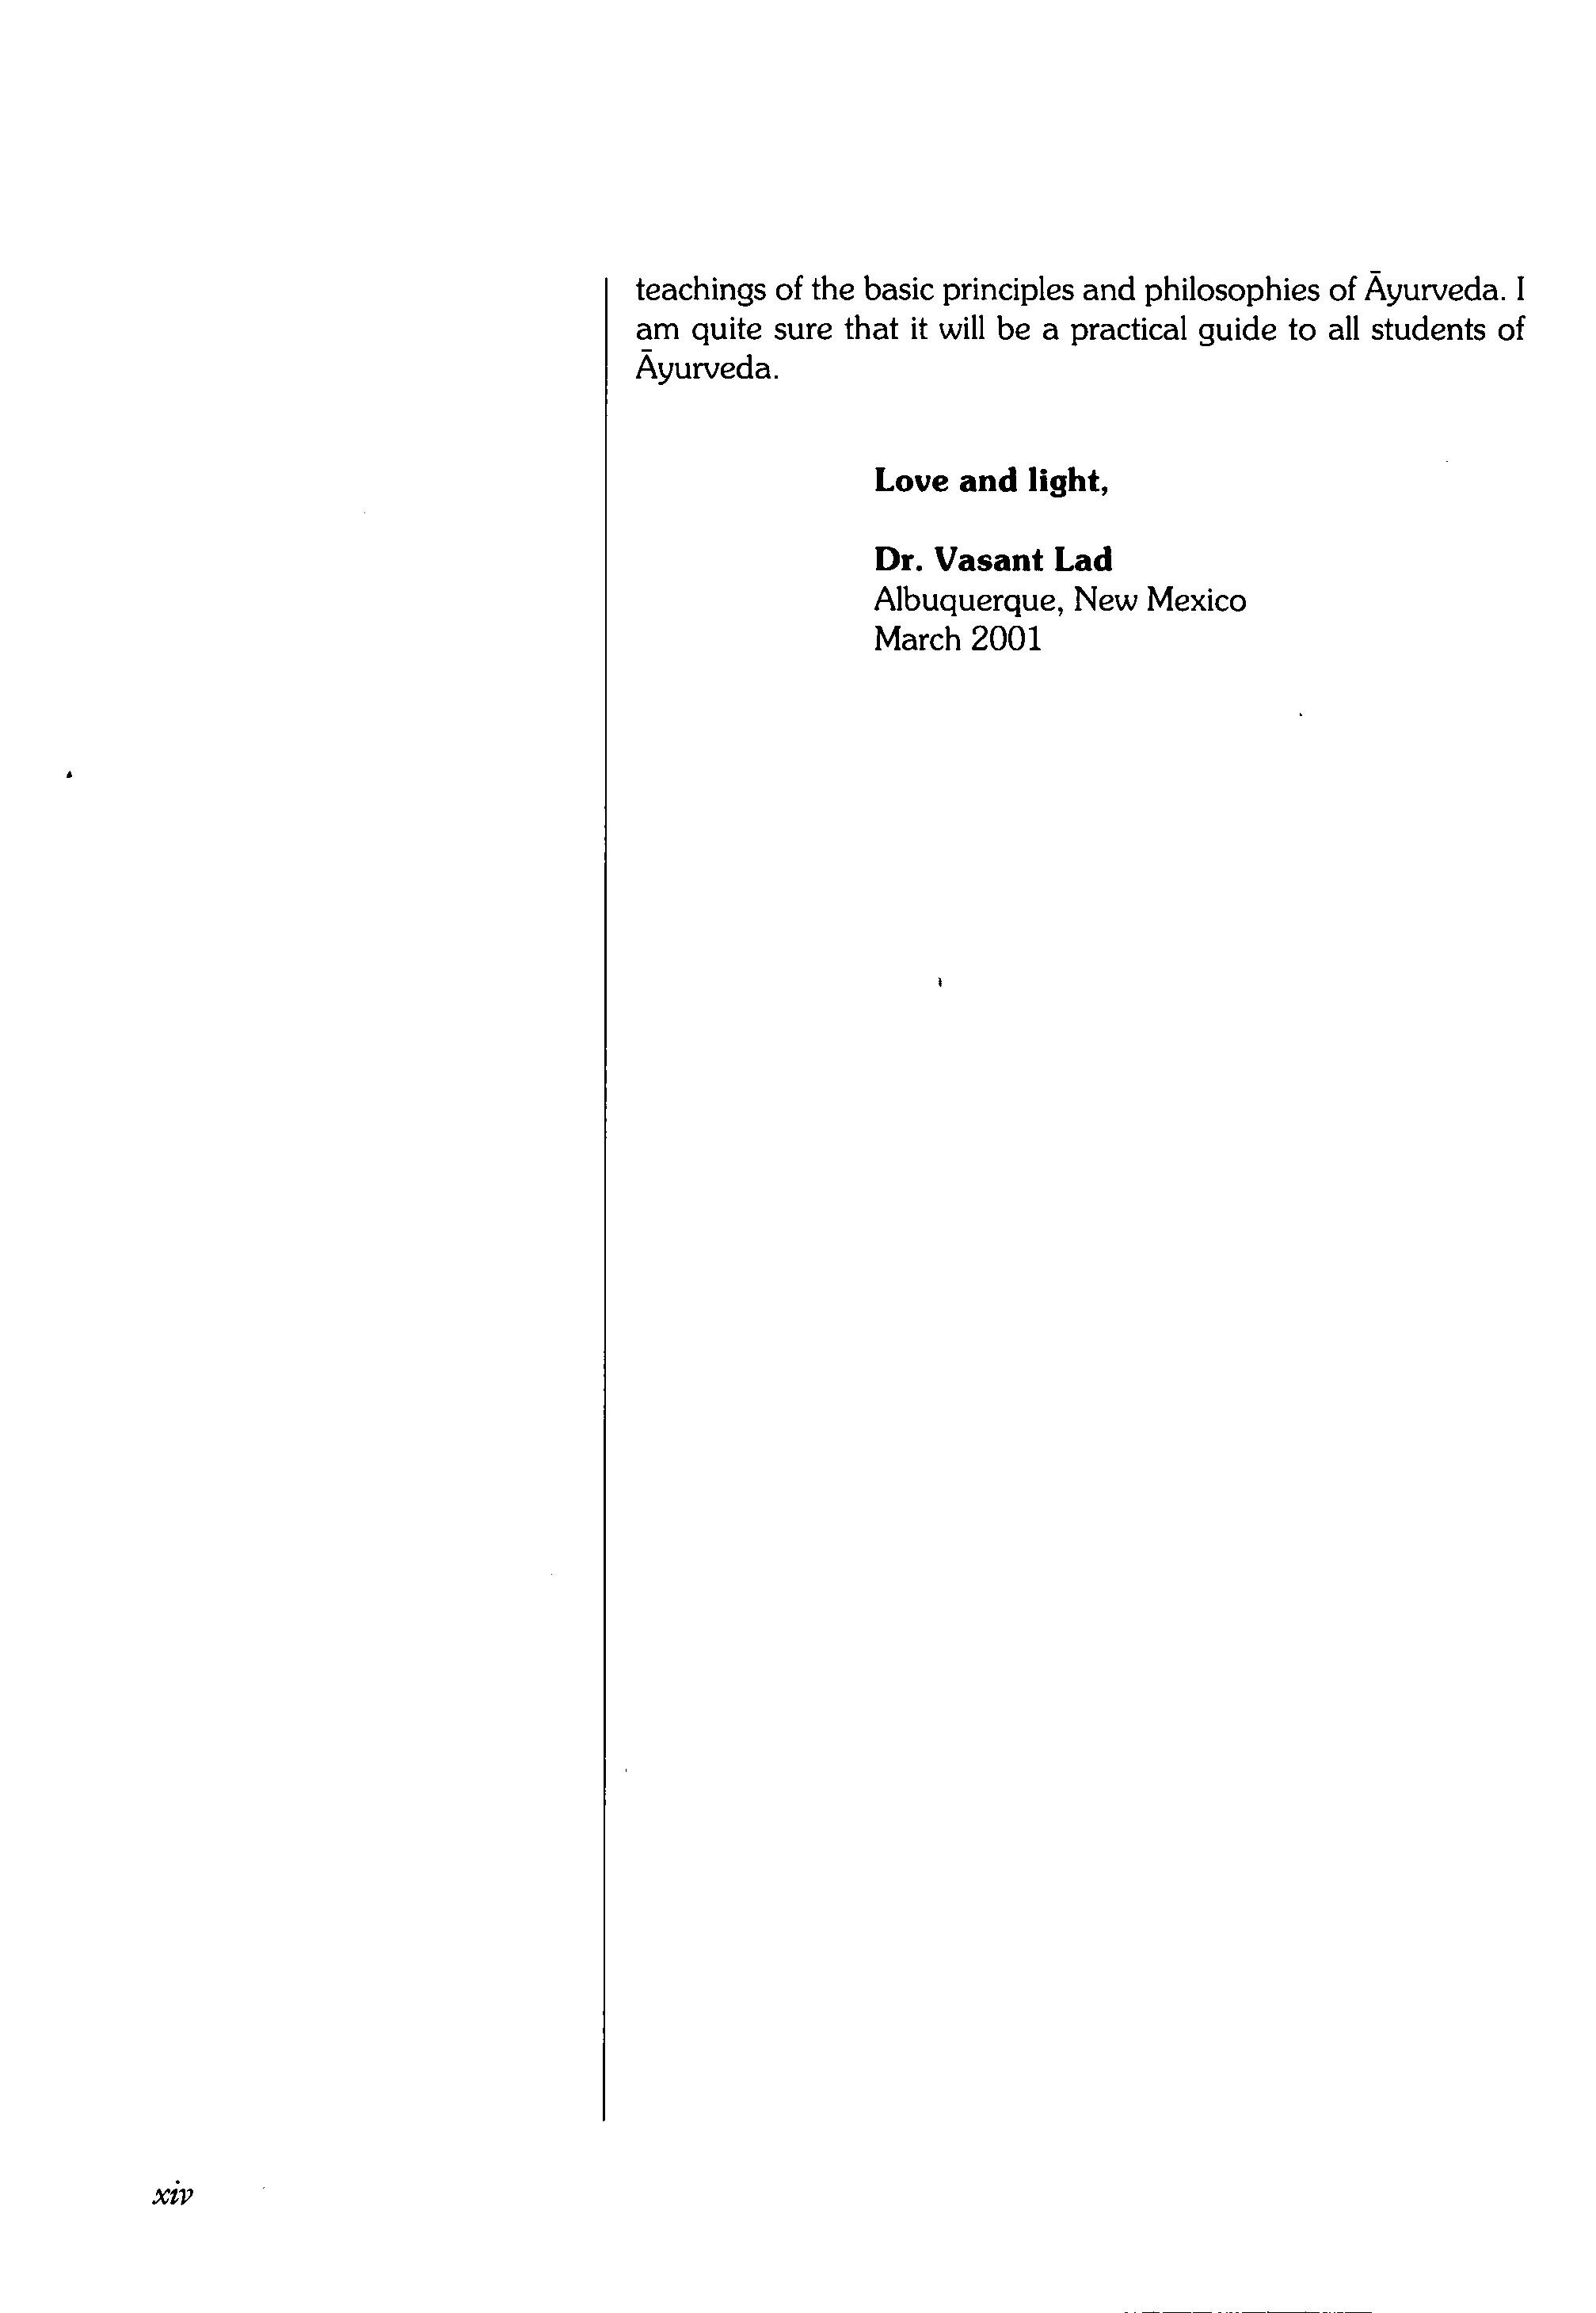 teachings of the basic principles and philosophies of Āyurveda. I
am quite sure that it will be a practical guide to all students of
Āyurveda.
Love and light,
Dr. Vasant Lad
Albuquerque, New Mexico
March 2001
xiv